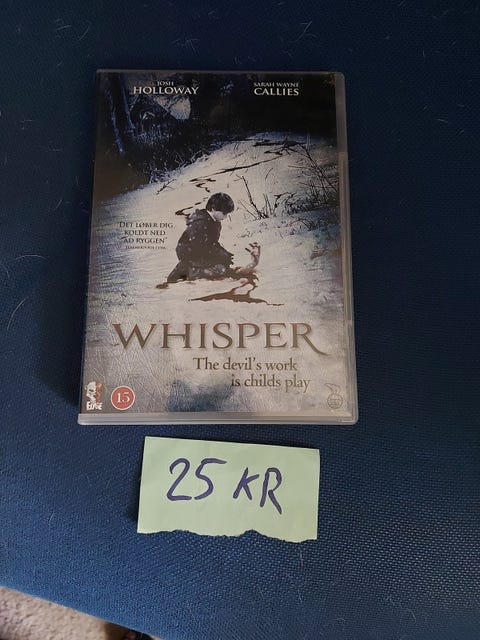 JOSH
HOLLOWAY
SARAH WAYNE
CALLIES
"DET LØBER DIG
KOLDT NED
AD RYGGEN"
WHISPER
The devil's work
is childs play
15
25 KR